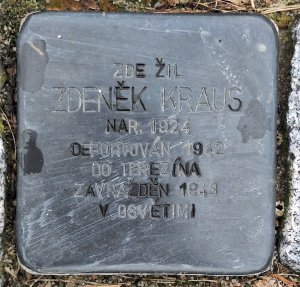 ZDE ŽIL
ZDENĚK KRAUS
NAR. 1924
DEPORTOVÁN 1942
DO TEREZÍNA
ZAVRAŽDĚN 1943
V OSVĚTIMI